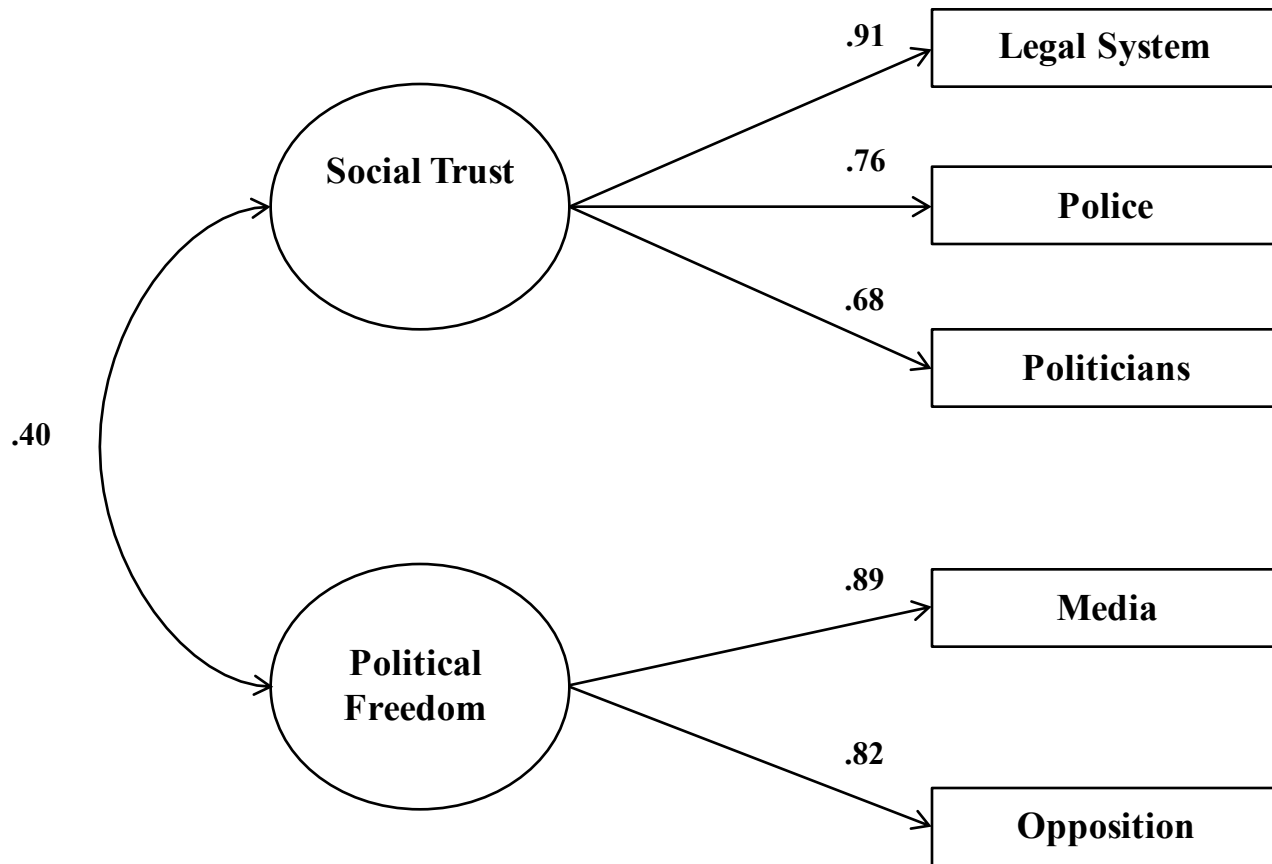 .91
Legal System
Social Trust
.76
Police
.68
Politicians
.40
.89
Media
Political
Freedom
.82
Opposition